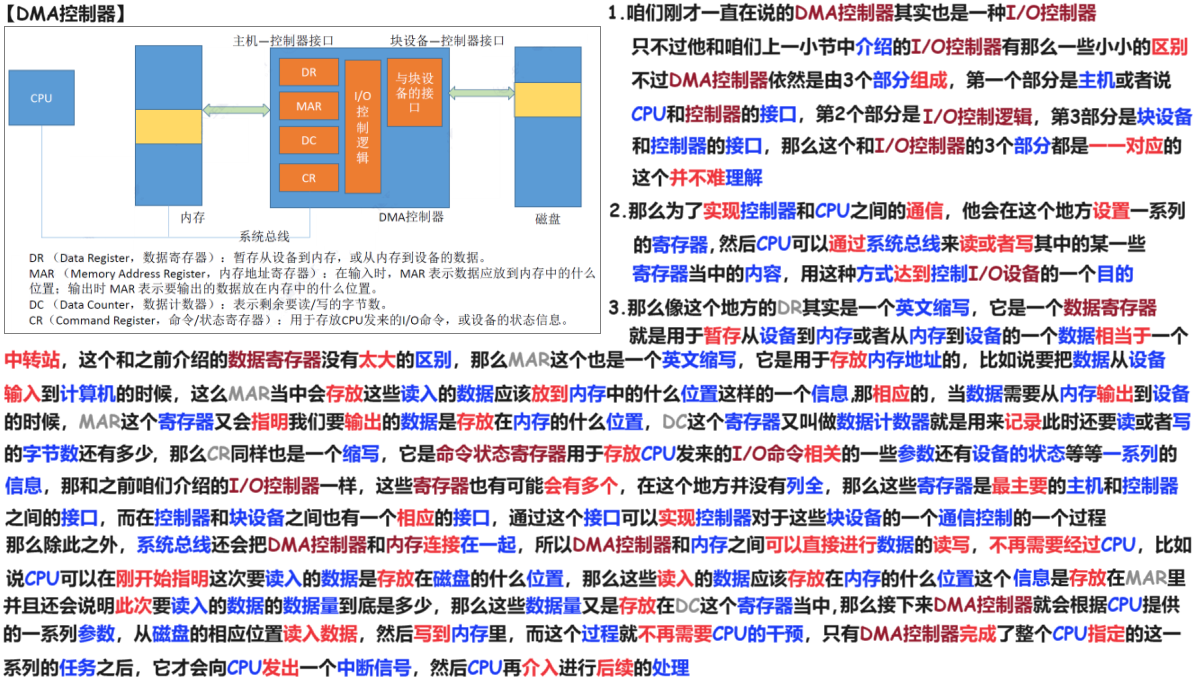 【DMA控制器】
主机—控制器接口
块设备—控制器接口
CPU
DR
MAR
DC
CR
I/O控制逻辑
与块设备的接口
内存
DMA控制器
磁盘
系统总线
DR （Data Register，数据寄存器）：暂存从设备到内存，或从内存到设备的数据。
MAR （Memory Address Register，内存地址寄存器）：在输入时，MAR 表示数据应放到内存中的什么
位置；输出时 MAR 表示要输出的数据放在内存中的什么位置。
DC （Data Counter，数据计数器）：表示剩余要读/写的字节数。
CR（Command Register，命令/状态寄存器）：用于存放CPU发来的I/O命令，或设备的状态信息。
1.咱们刚才一直在说的DMA控制器其实也是一种I/O控制器
只不过他和咱们上一小节中介绍的I/O控制器有那么一些小小的区别
不过DMA控制器依然是由3个部分组成，第一个部分是主机或者说
CPU和控制器的接口，第2个部分是I/O控制逻辑，第3部分是块设备
和控制器的接口，那么这个和I/O控制器的3个部分都是一一对应的
这个并不难理解
2.那么为了实现控制器和CPU之间的通信，他会在这个地方设置一系列
的寄存器,然后CPU可以通过系统总线来读或者写其中的某一些
寄存器当中的内容，用这种方式达到控制I/O设备的一个目的
3.那么像这个地方的DR其实是一个英文缩写，它是一个数据寄存器
就是用于暂存从设备到内存或者从内存到设备的一个数据相当于一个
中转站，这个和之前介绍的数据寄存器没有太大的区别，那么MAR这个也是一个英文缩写，它是用于存放内存地址的，比如说要把数据从设备
输入到计算机的时候，这么MAR当中会存放这些读入的数据应该放到内存中的什么位置这样的一个信息,那相应的，当数据需要从内存输出到设备
的时候，MAR这个寄存器又会指明我们要输出的数据是存放在内存的什么位置，DC这个寄存器又叫做数据计数器就是用来记录此时还要读或者写
的字节数还有多少，那么CR同样也是一个缩写，它是命令状态寄存器用于存放CPU发来的I/O命令相关的一些参数还有设备的状态等等一系列的
信息，那和之前咱们介绍的I/O控制器一样，这些寄存器也有可能会有多个，在这个地方并没有列全，那么这些寄存器是最主要的主机和控制器
之间的接口，而在控制器和块设备之间也有一个相应的接口，通过这个接口可以实现控制器对于这些块设备的一个通信控制的一个过程
那么除此之外，系统总线还会把DMA控制器和内存连接在一起，所以DMA控制器和内存之间可以直接进行数据的读写，不再需要经过CPU，比如
说CPU可以在刚开始指明这次要读入的数据是存放在磁盘的什么位置，那么这些读入的数据应该存放在内存的什么位置这个信息是存放在MAR里
并且还会说明此次要读入的数据的数据量到底是多少，那么这些数据量又是存放在DC这个寄存器当中,那么接下来DMA控制器就会根据CPU提供
的一系列参数，从磁盘的相应位置读入数据，然后写到内存里，而这个过程就不再需要CPU的干预，只有DMA控制器完成了整个CPU指定的这一
系列的任务之后，它才会向CPU发出一个中断信号，然后CPU再介入进行后续的处理